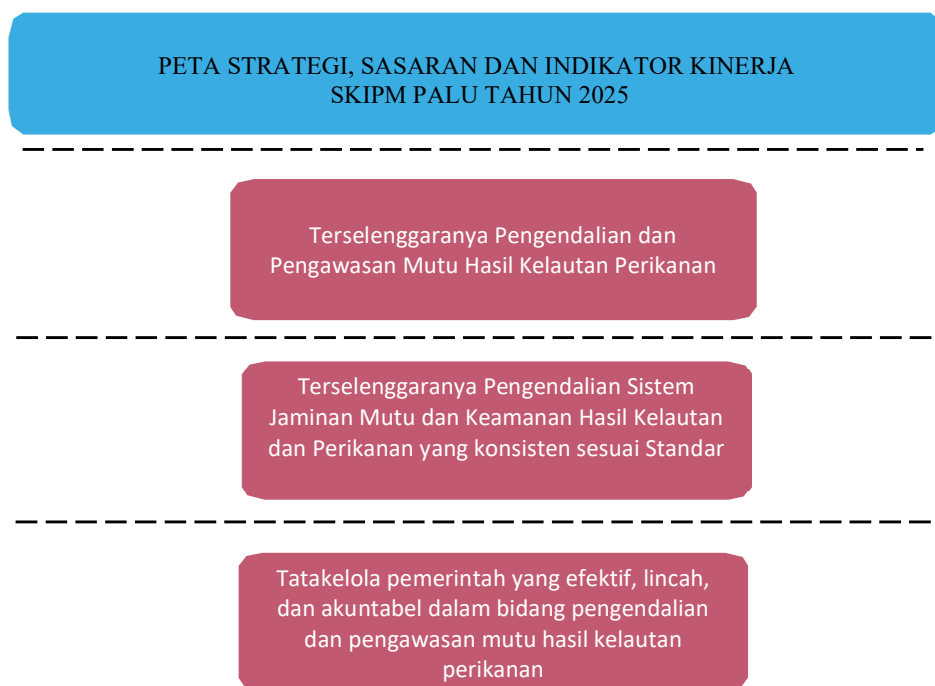 PETA STRATEGI, SASARAN DAN INDIKATOR KINERJA
SKIPM PALU TAHUN 2025
Terselenggaranya Pengendalian dan
Pengawasan Mutu Hasil Kelautan Perikanan
Terselenggaranya Pengendalian Sistem
Jaminan Mutu dan Keamanan Hasil Kelautan
dan Perikanan yang konsisten sesuai Standar
Tatakelola pemerintah yang efektif, lincah,
dan akuntabel dalam bidang pengendalian
dan pengawasan mutu hasil kelautan
perikanan